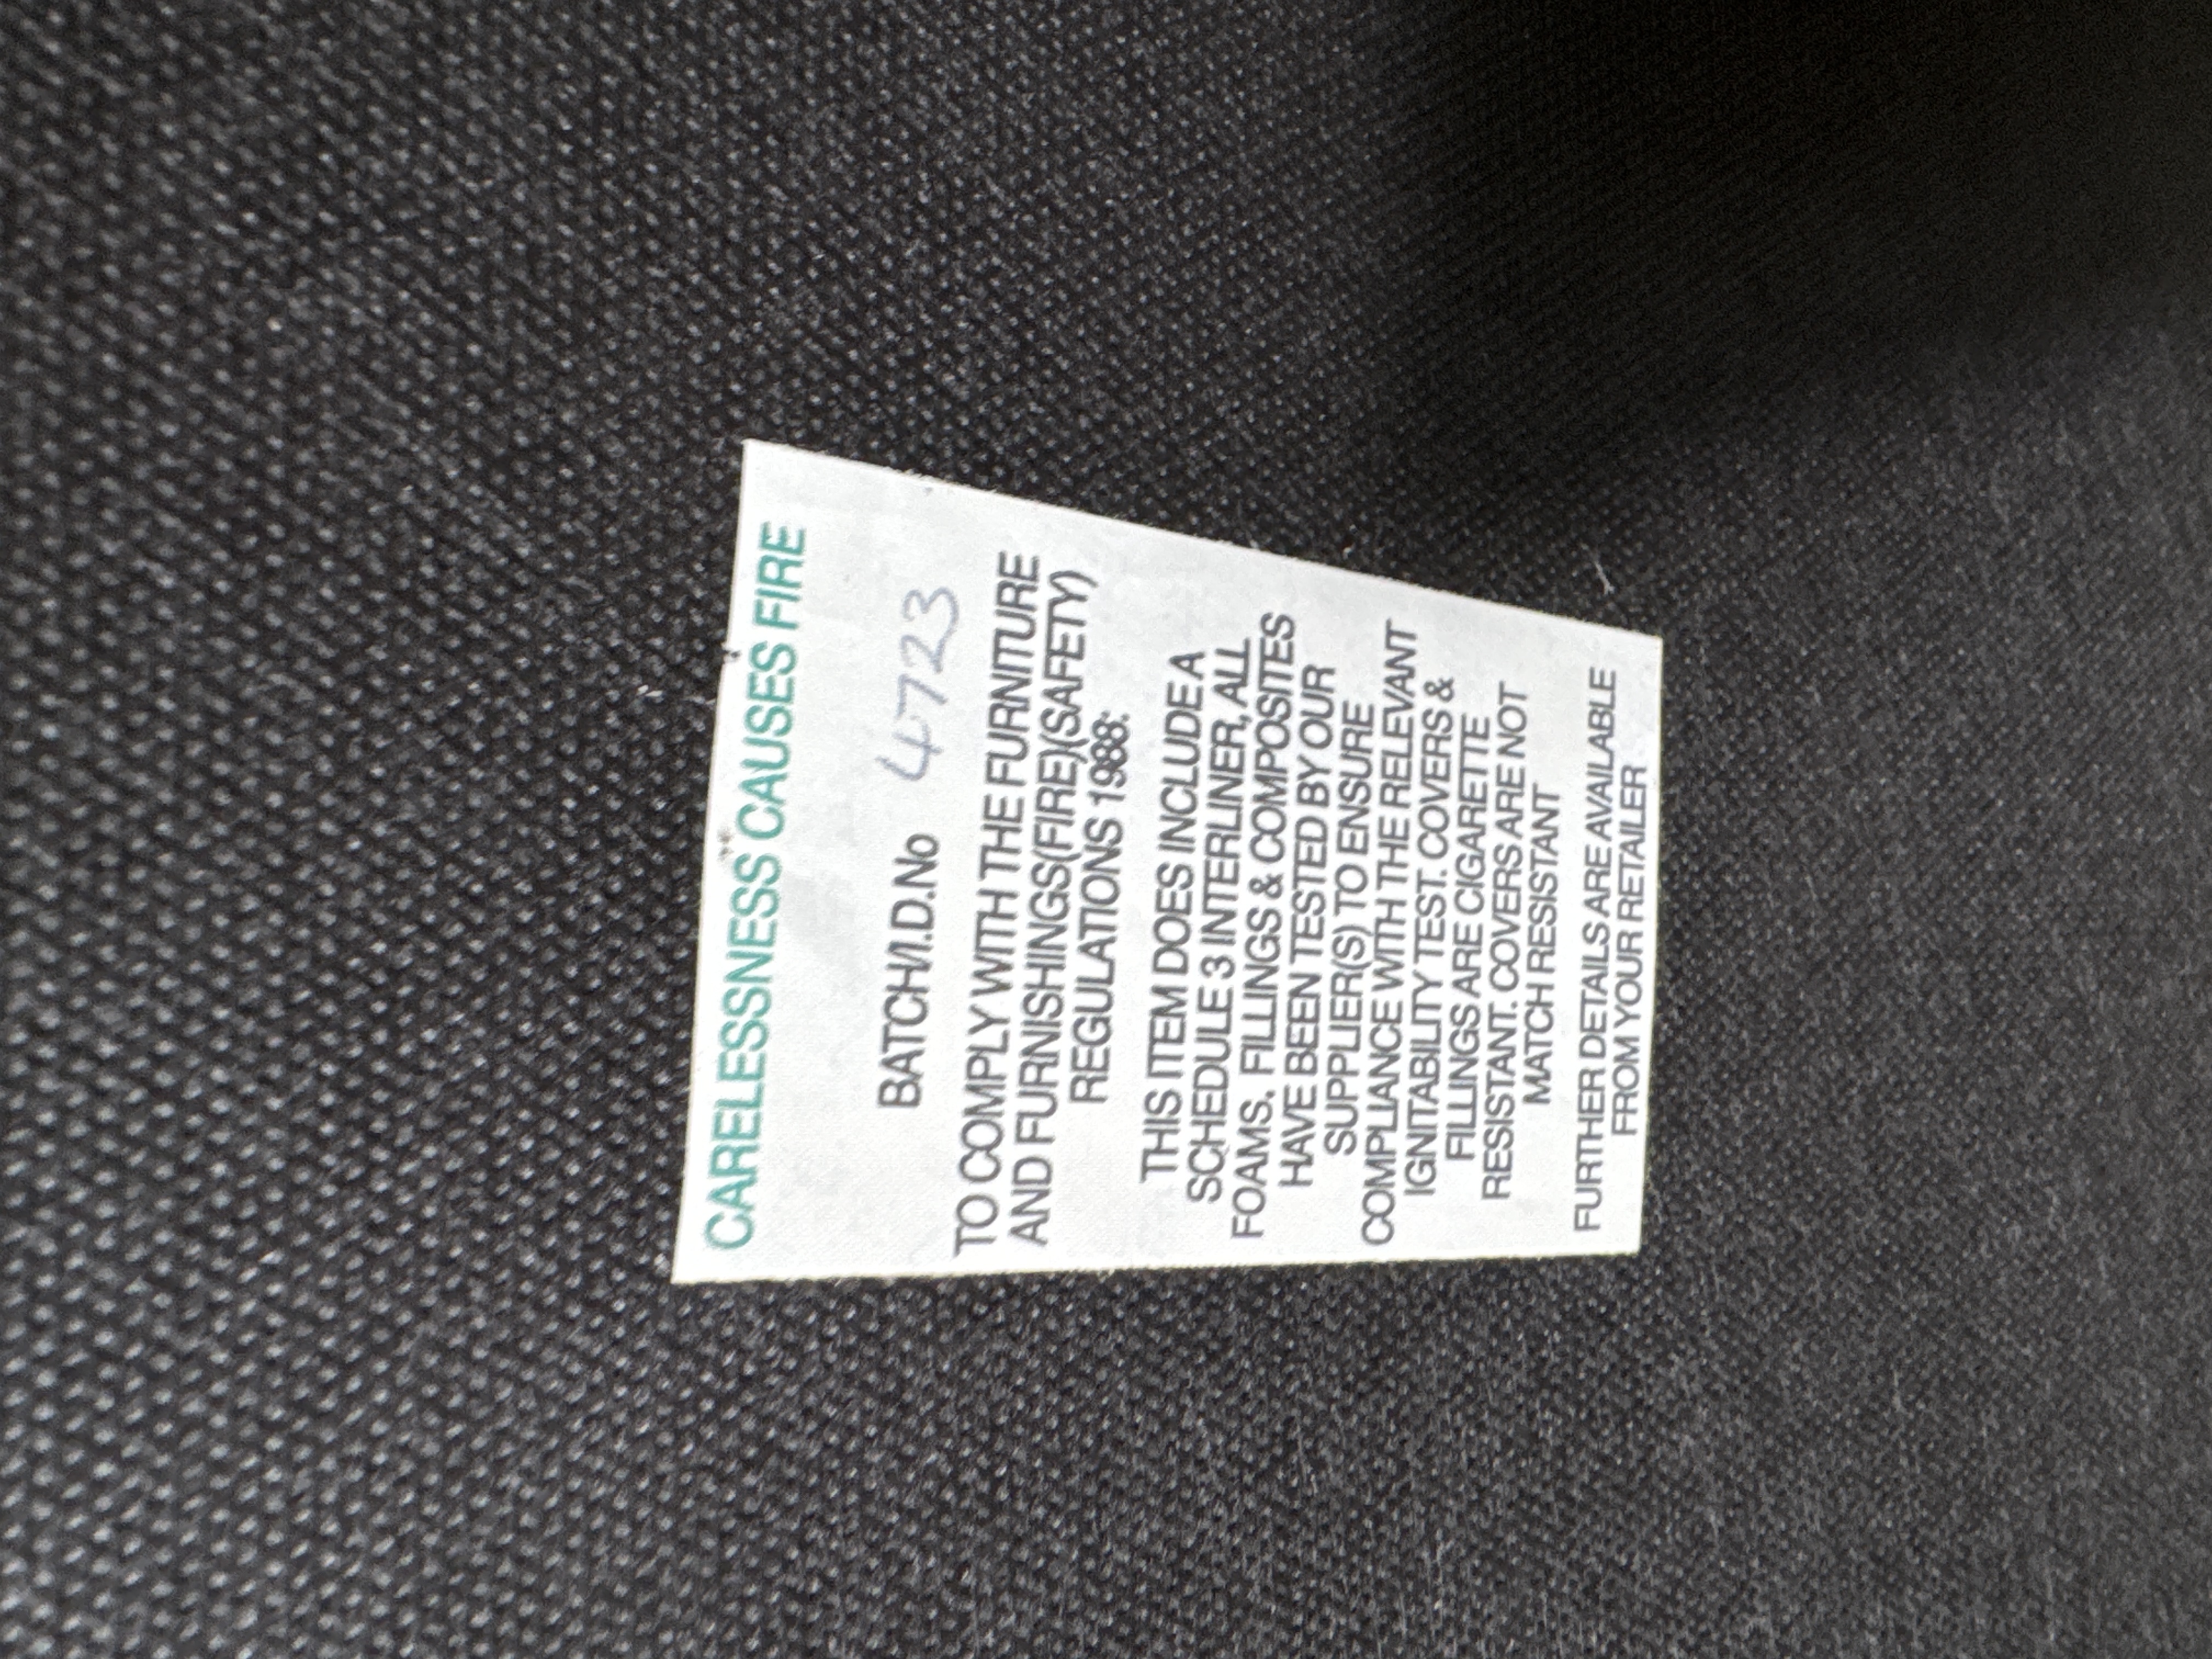 CARELESSNESS CAUSES FIRE
BATCH/I.D.No 4723
TO COMPLY WITH THE FURNITURE
AND FURNISHINGS(FIRE)(SAFETY)
REGULATIONS 1988:
THIS ITEM DOES INCLUDE A
SCHEDULE 3 INTERLINER, ALL
FOAMS, FILLINGS & COMPOSITES
HAVE BEEN TESTED BY OUR
SUPPLIER(S) TO ENSURE
COMPLIANCE WITH THE RELEVANT
IGNITABILITY TEST. COVERS &
FILLINGS ARE CIGARETTE
RESISTANT. COVERS ARE NOT
MATCH RESISTANT
FURTHER DETAILS ARE AVAILABLE
FROM YOUR RETAILER